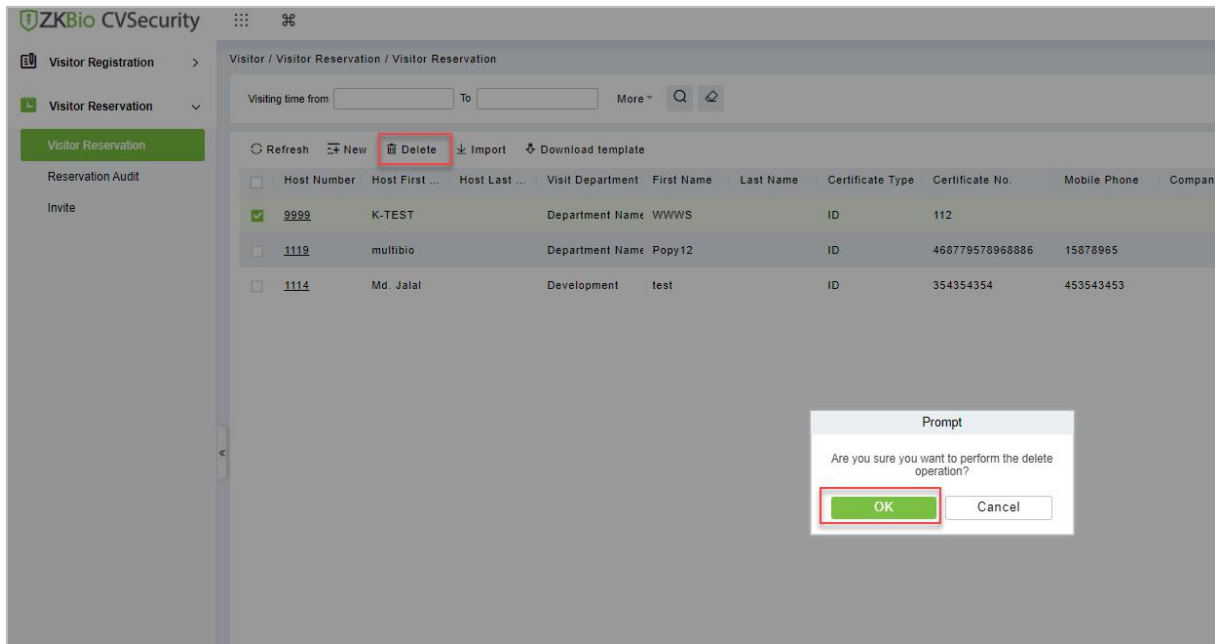 ZKBio CVSecurity
Visitor Registration
Visitor Reservation
Visitor Reservation
Reservation Audit
Invite
Visitor / Visitor Reservation / Visitor Reservation
Visiting time from To More
Refresh New Delete Import Download template
Host Number Host First ... Host Last ... Visit Department First Name Last Name Certificate Type Certificate No. Mobile Phone Compan
9999 K-TEST Department Name WWWS ID 112
1119 multibio Department Name Popy12 ID 468779578968886 15878965
1114 Md. Jalal Development test ID 354354354 453543453
Prompt
Are you sure you want to perform the delete
operation?
OK Cancel